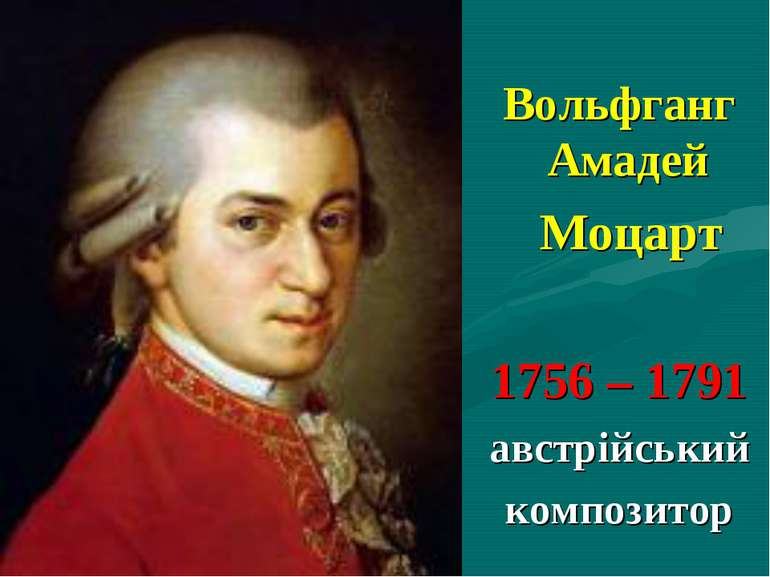 Вольфганг
Амадей
Моцарт
1756 – 1791
австрійський
композитор